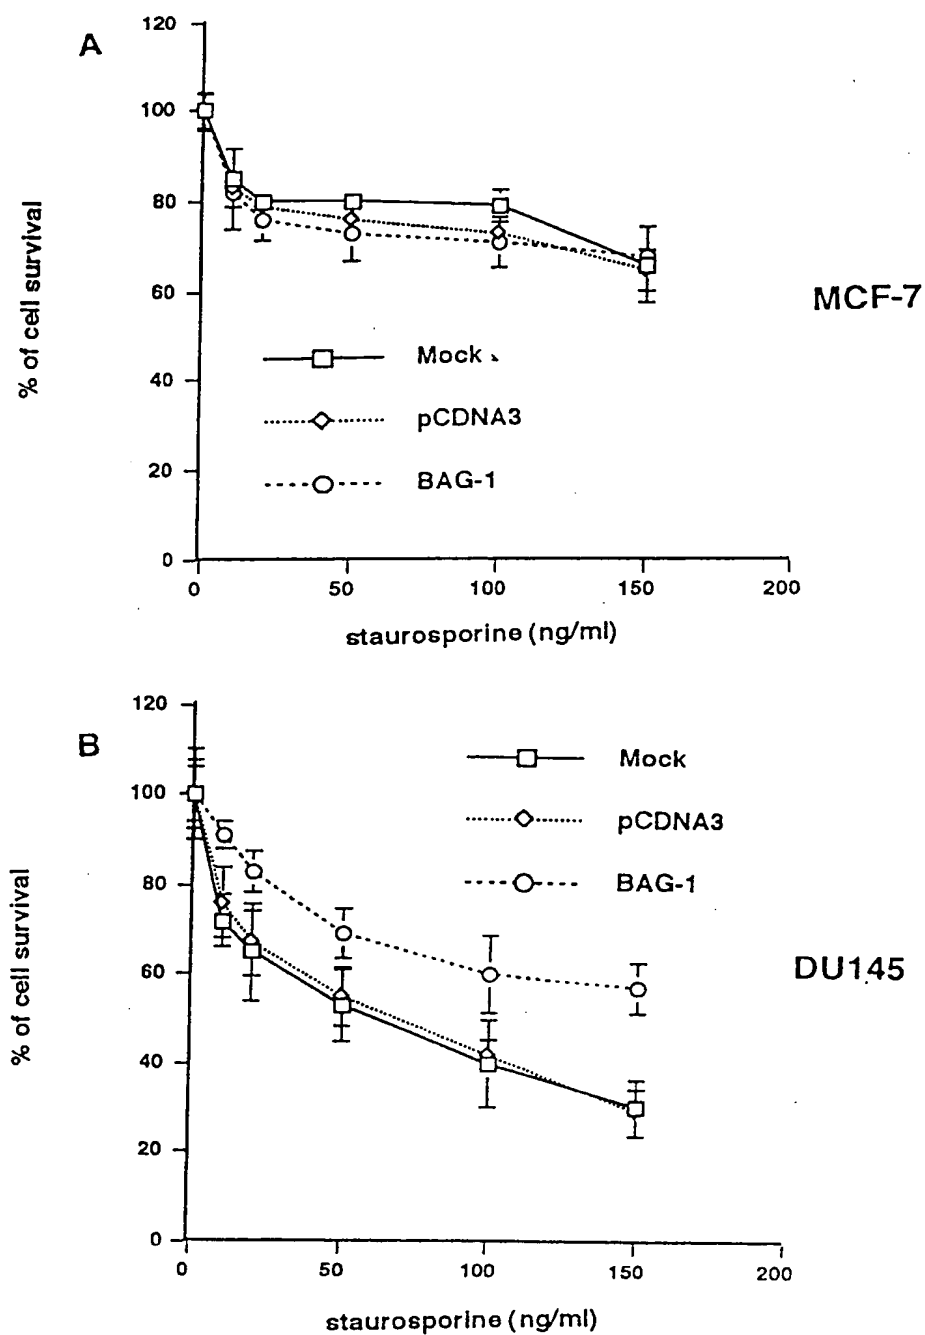 A
120
100
80
60
40
20
0
% of cell survival
Mock
pCDNA3
BAG-1
MCF-7
0 50 100 150 200
staurosporine (ng/ml)
B
120
100
80
60
40
20
0
% of cell survival
Mock
pCDNA3
BAG-1
DU145
0 50 100 150 200
staurosporine (ng/ml)